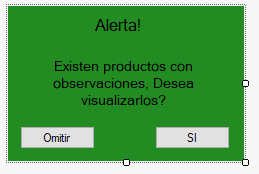 Alerta!
Existen productos con
observaciones, Desea
visualizarlos?
Omitir
SI